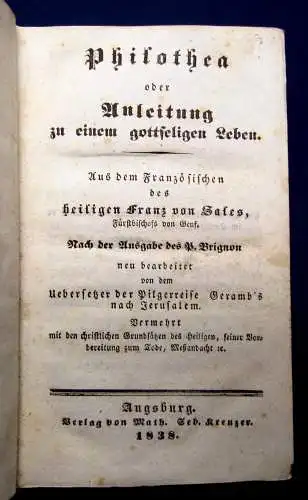 Philothea
oder
Anleitung
zu einem gottseligen Leben.
Aus dem Französischen
des
heiligen Franz von Sales,
Fürstbischofs von Genf.
Nach der Ausgabe des P. Brignon
neu bearbeitet
von dem
Uebersetzer der Pilgerreise Geramb's
nach Jerusalem.
Vermehrt
mit den christlichen Grundsätzen des Heiligen, seiner Vor-
bereitung zum Tode, Meßandacht ꝛc.
Augsburg.
Verlag von Math. Seb. Kreuzer.
1838.